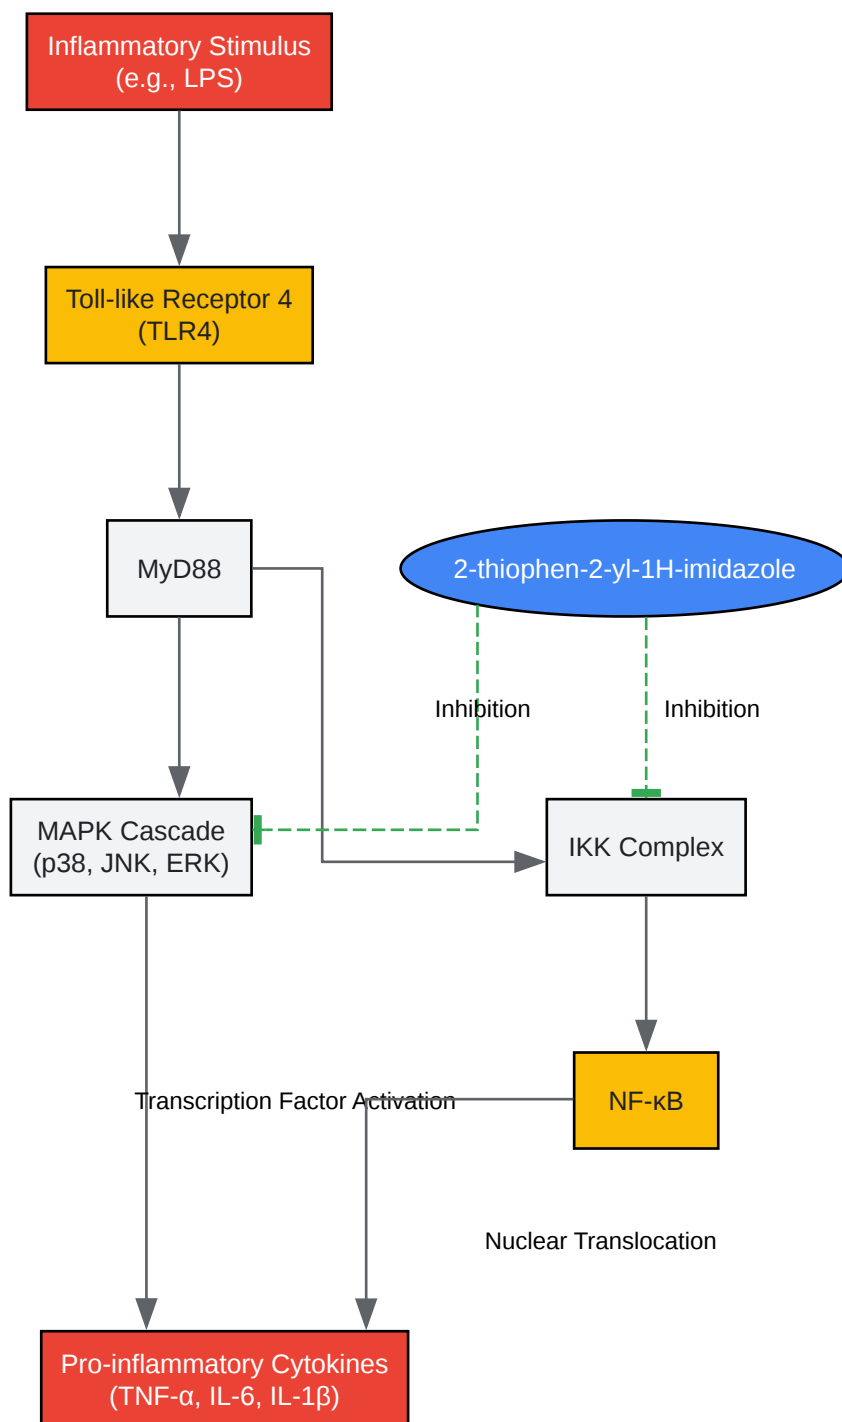 Inflammatory Stimulus
(e.g., LPS)
Toll-like Receptor 4
(TLR4)
MyD88
2-thiophen-2-yl-1H-imidazole
Inhibition
Inhibition
MAPK Cascade
(p38, JNK, ERK)
IKK Complex
Transcription Factor Activation
NF-κB
Nuclear Translocation
Pro-inflammatory Cytokines
(TNF-α, IL-6, IL-1β)